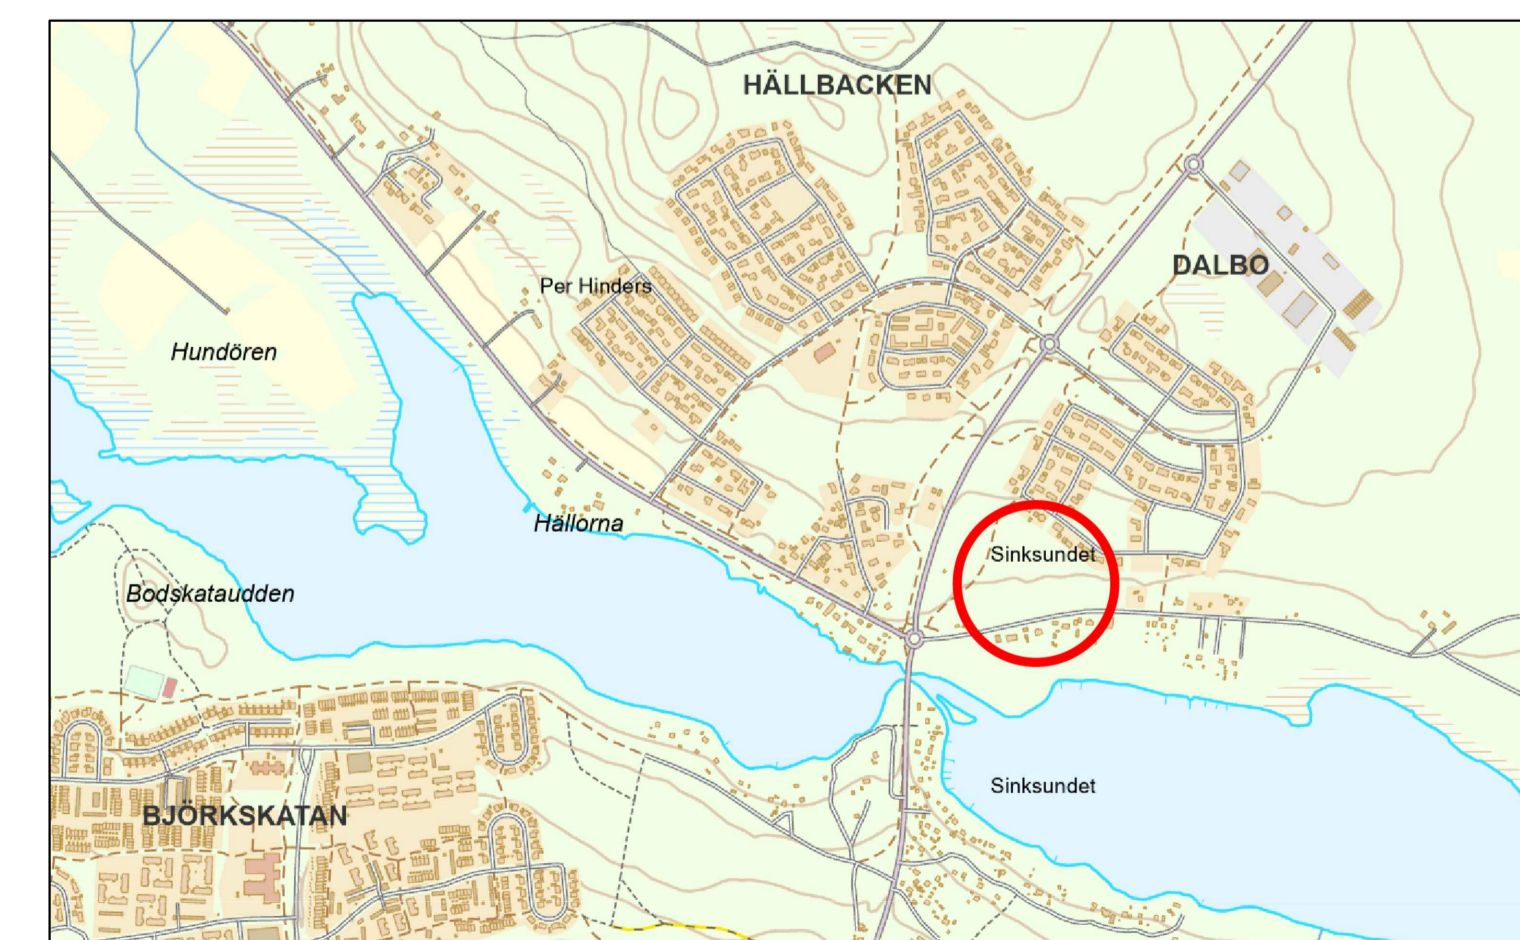 HÄLLBACKEN
DALBO
Per Hinders
Hundören
Hällorna
Sinksundet
Bodskataudden
Sinksundet
BJÖRKSKATAN